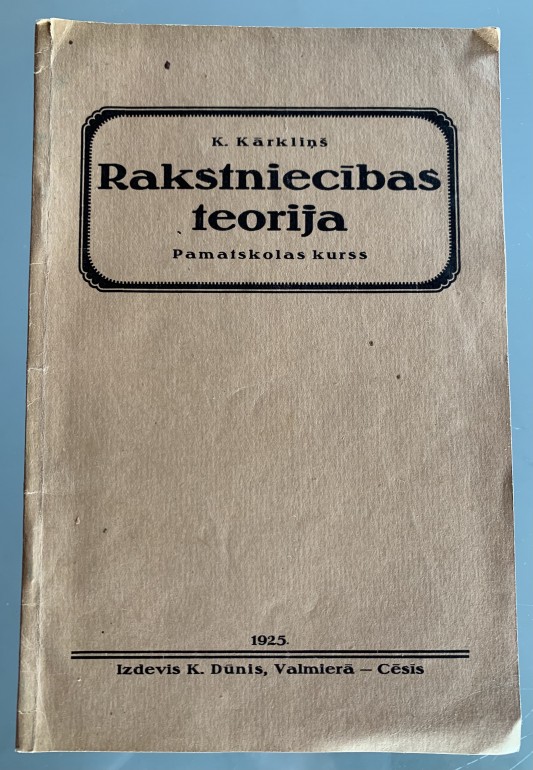 K. Kārkliņš
Rakstniecības
teorija
Pamatskolas kurss
1925.
Izdevis K. Dūnis, Valmierā — Cēsīs